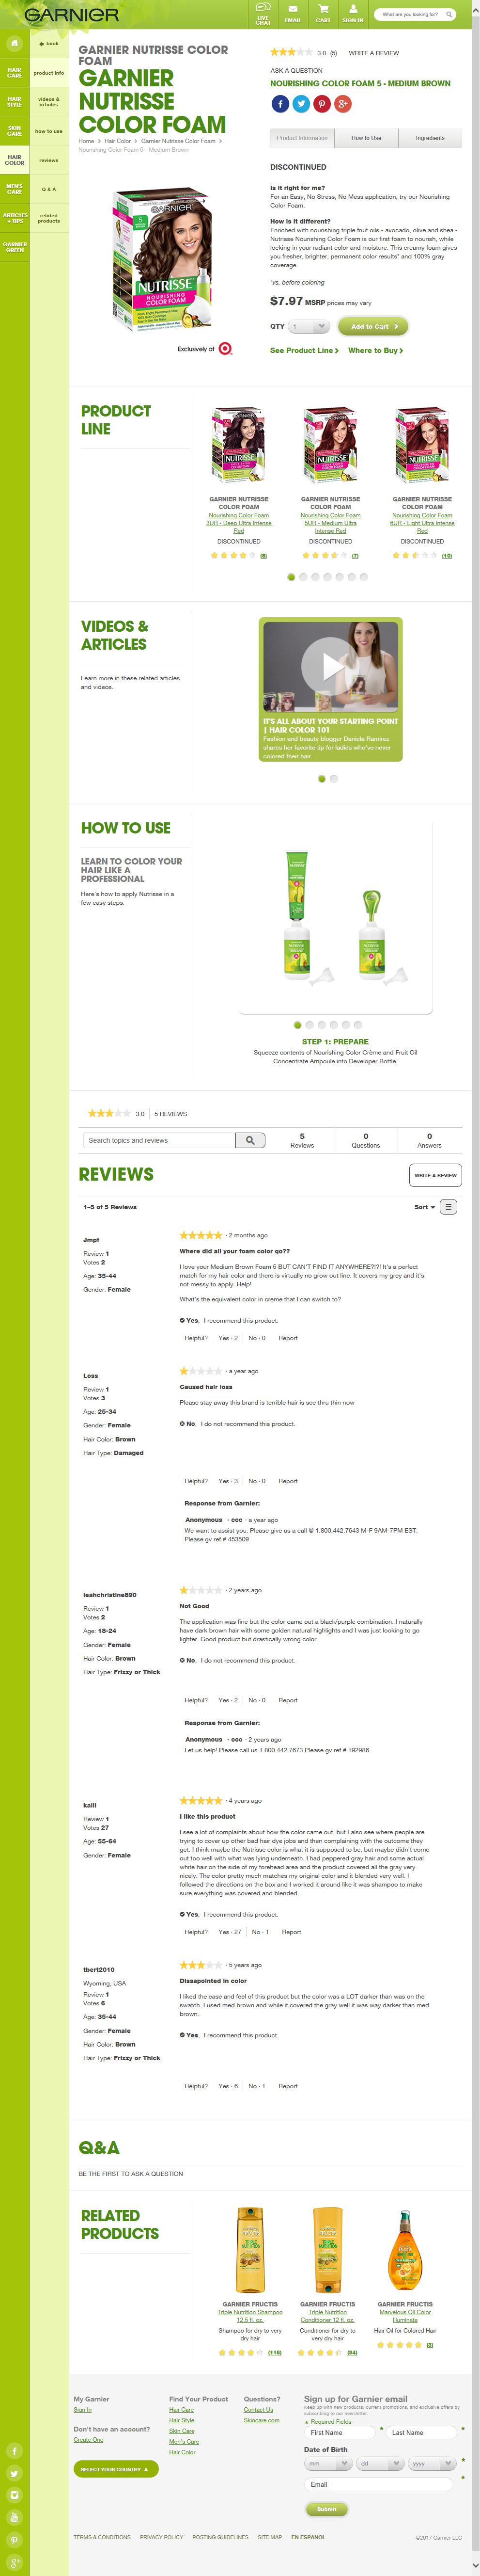 GARNIER
LIVE CHAT
EMAIL
CART
SIGN IN
What are you looking for?
HAIR CARE
HAIR STYLE
SKIN CARE
HAIR COLOR
MEN'S CARE
ARTICLES + TIPS
GARNIER GREEN
back
product info
videos & articles
how to use
reviews
Q & A
related products
GARNIER NUTRISSE COLOR
FOAM
GARNIER
NUTRISSE
COLOR FOAM
Home > Hair Color > Garnier Nutrisse Color Foam >
Nourishing Color Foam 5 - Medium Brown
3.0 (5) WRITE A REVIEW
ASK A QUESTION
NOURISHING COLOR FOAM 5 - MEDIUM BROWN
Product Information
How to Use
Ingredients
DISCONTINUED
Is it right for me?
For an Easy, No Stress, No Mess application, try our Nourishing
Color Foam.
How is it different?
Enriched with nourishing triple fruit oils - avocado, olive and shea -
Nutrisse Nourishing Color Foam is our first foam to nourish, while
locking in your radiant color and moisture. This creamy foam gives
you fresher, brighter, permanent color results* and 100% gray
coverage.
*vs. before coloring
$7.97 MSRP prices may vary
QTY 1
Add to Cart >
See Product Line > Where to Buy >
GARNIER
NUTRISSE
NOURISHING
COLOR FOAM
Exclusively at
PRODUCT
LINE
NUTRISSE
NUTRISSE
NUTRISSE
GARNIER NUTRISSE
COLOR FOAM
Nourishing Color Foam
3UR - Deep Ultra Intense
Red
DISCONTINUED
(8)
GARNIER NUTRISSE
COLOR FOAM
Nourishing Color Foam
5UR - Medium Ultra
Intense Red
DISCONTINUED
(7)
GARNIER NUTRISSE
COLOR FOAM
Nourishing Color Foam
6UR - Light Ultra Intense
Red
DISCONTINUED
(10)
VIDEOS &
ARTICLES
Learn more in these related articles
and videos.
IT'S ALL ABOUT YOUR STARTING POINT
| HAIR COLOR 101
Fashion and beauty blogger Daniela Ramirez
shares her favorite tip for ladies who've never
colored their hair.
HOW TO USE
LEARN TO COLOR YOUR
HAIR LIKE A
PROFESSIONAL
Here's how to apply Nutrisse in a
few easy steps.
STEP 1: PREPARE
Squeeze contents of Nourishing Color Crème and Fruit Oil
Concentrate Ampoule into Developer Bottle.
3.0 5 REVIEWS
Search topics and reviews
5
Reviews
0
Questions
0
Answers
REVIEWS
WRITE A REVIEW
1–5 of 5 Reviews
Sort
Jmpf
Review 1
Votes 2
Age: 35-44
Gender: Female
· 2 months ago
Where did all your foam color go??
I love your Medium Brown Foam 5 BUT CAN'T FIND IT ANYWHERE?!?! It's a perfect
match for my hair color and there is virtually no grow out line. It covers my grey and it's
not messy to apply. Help!
What's the equivalent color in creme that I can switch to?
Yes, I recommend this product.
Helpful? Yes · 2 No · 0 Report
Loss
Review 1
Votes 3
Age: 25-34
Gender: Female
Hair Color: Brown
Hair Type: Damaged
· a year ago
Caused hair loss
Please stay away this brand is terrible hair is see thru thin now
No, I do not recommend this product.
Helpful? Yes · 3 No · 0 Report
Response from Garnier:
Anonymous · ccc · a year ago
We want to assist you. Please give us a call @ 1.800.442.7643 M-F 9AM-7PM EST.
Please gv ref # 453509
leahchristine890
Review 1
Votes 2
Age: 18-24
Gender: Female
Hair Color: Brown
Hair Type: Frizzy or Thick
· 2 years ago
Not Good
The application was fine but the color came out a black/purple combination. I naturally
have dark brown hair with some golden natural highlights and I was just looking to go
lighter. Good product but drastically wrong color.
No, I do not recommend this product.
Helpful? Yes · 2 No · 0 Report
Response from Garnier:
Anonymous · ccc · 2 years ago
Let us help! Please call us 1.800.442.7673 Please gv ref # 192986
kaill
Review 1
Votes 27
Age: 55-64
Gender: Female
· 4 years ago
I like this product
I see a lot of complaints about how the color came out, but I also see where people are
trying to cover up other bad hair dye jobs and then complaining with the outcome they
get. I think maybe the Nutrisse color is what it is supposed to be, but maybe didn't come
out too well with what was lying underneath. I had peppered gray hair and some actual
white hair on the side of my forehead and this product covered the gray very
nicely. The color pretty much matches my original color and it blended very well. I
followed the directions on the box and I worked it around like it was shampoo to make
sure everything was covered and blended.
Yes, I recommend this product.
Helpful? Yes · 27 No · 1 Report
tbert2010
Wyoming, USA
Review 1
Votes 6
Age: 35-44
Gender: Female
Hair Color: Brown
Hair Type: Frizzy or Thick
· 5 years ago
Dissapointed in color
I liked the ease and feel of this product but the color was a LOT darker than was on the
swatch. I used med brown and while it covered the gray well it was way darker than med
brown.
Yes, I recommend this product.
Helpful? Yes · 6 No · 1 Report
Q&A
BE THE FIRST TO ASK A QUESTION
RELATED
PRODUCTS
GARNIER FRUCTIS
Triple Nutrition Shampoo
12.5 fl. oz.
Shampoo for dry to very
dry hair
(116)
GARNIER FRUCTIS
Triple Nutrition
Conditioner 12 fl. oz.
Conditioner for dry to
very dry hair
(94)
GARNIER FRUCTIS
Marvelous Oil Color
Illuminate
Hair Oil for Colored Hair
(3)
My Garnier
Sign In
Don't have an account?
Create One
SELECT YOUR COUNTRY
Find Your Product
Hair Care
Hair Style
Skin Care
Men's Care
Hair Color
Questions?
Contact Us
Skincare.com
Sign up for Garnier email
Keep up with new products, current promotions, and exclusive offers by
subscribing to our newsletter.
* Required Fields
First Name * Last Name *
Date of Birth
mm dd yyyy *
Email *
Submit
TERMS & CONDITIONS PRIVACY POLICY POSTING GUIDELINES SITE MAP EN ESPANOL
©2017 Garnier LLC